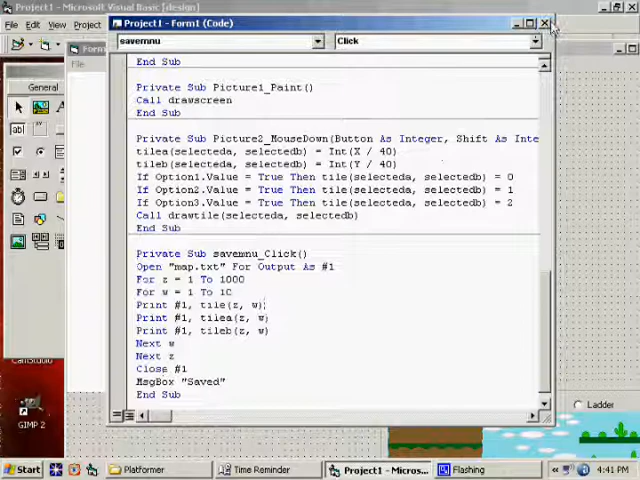 Project1 - Microsoft Visual Basic [design]
File Edit View Project
Form
File
General
Project1 - Form1 (Code)
savemnu
Click
End Sub
Private Sub Picture1_Paint()
Call drawscreen
End Sub
Private Sub Picture2_MouseDown(Button As Integer, Shift As Inte
tilea(selecteda, selectedb) = Int(X / 40)
tileb(selecteda, selectedb) = Int(Y / 40)
If Option1.Value = True Then tile(selecteda, selectedb) = 0
If Option2.Value = True Then tile(selecteda, selectedb) = 1
If Option3.Value = True Then tile(selecteda, selectedb) = 2
Call drawtile(selecteda, selectedb)
End Sub
Private Sub savemnu_Click()
Open "map.txt" For Output As #1
For z = 1 To 1000
For w = 1 To 10
Print #1, tile(z, w);
Print #1, tilea(z, w)
Print #1, tileb(z, w)
Next w
Next z
Close #1
MsgBox "Saved"
End Sub
CamStudio
GIMP 2
Ladder
Start
Platformer
Time Reminder
Project1 - Micros...
Flashing
4:41 PM